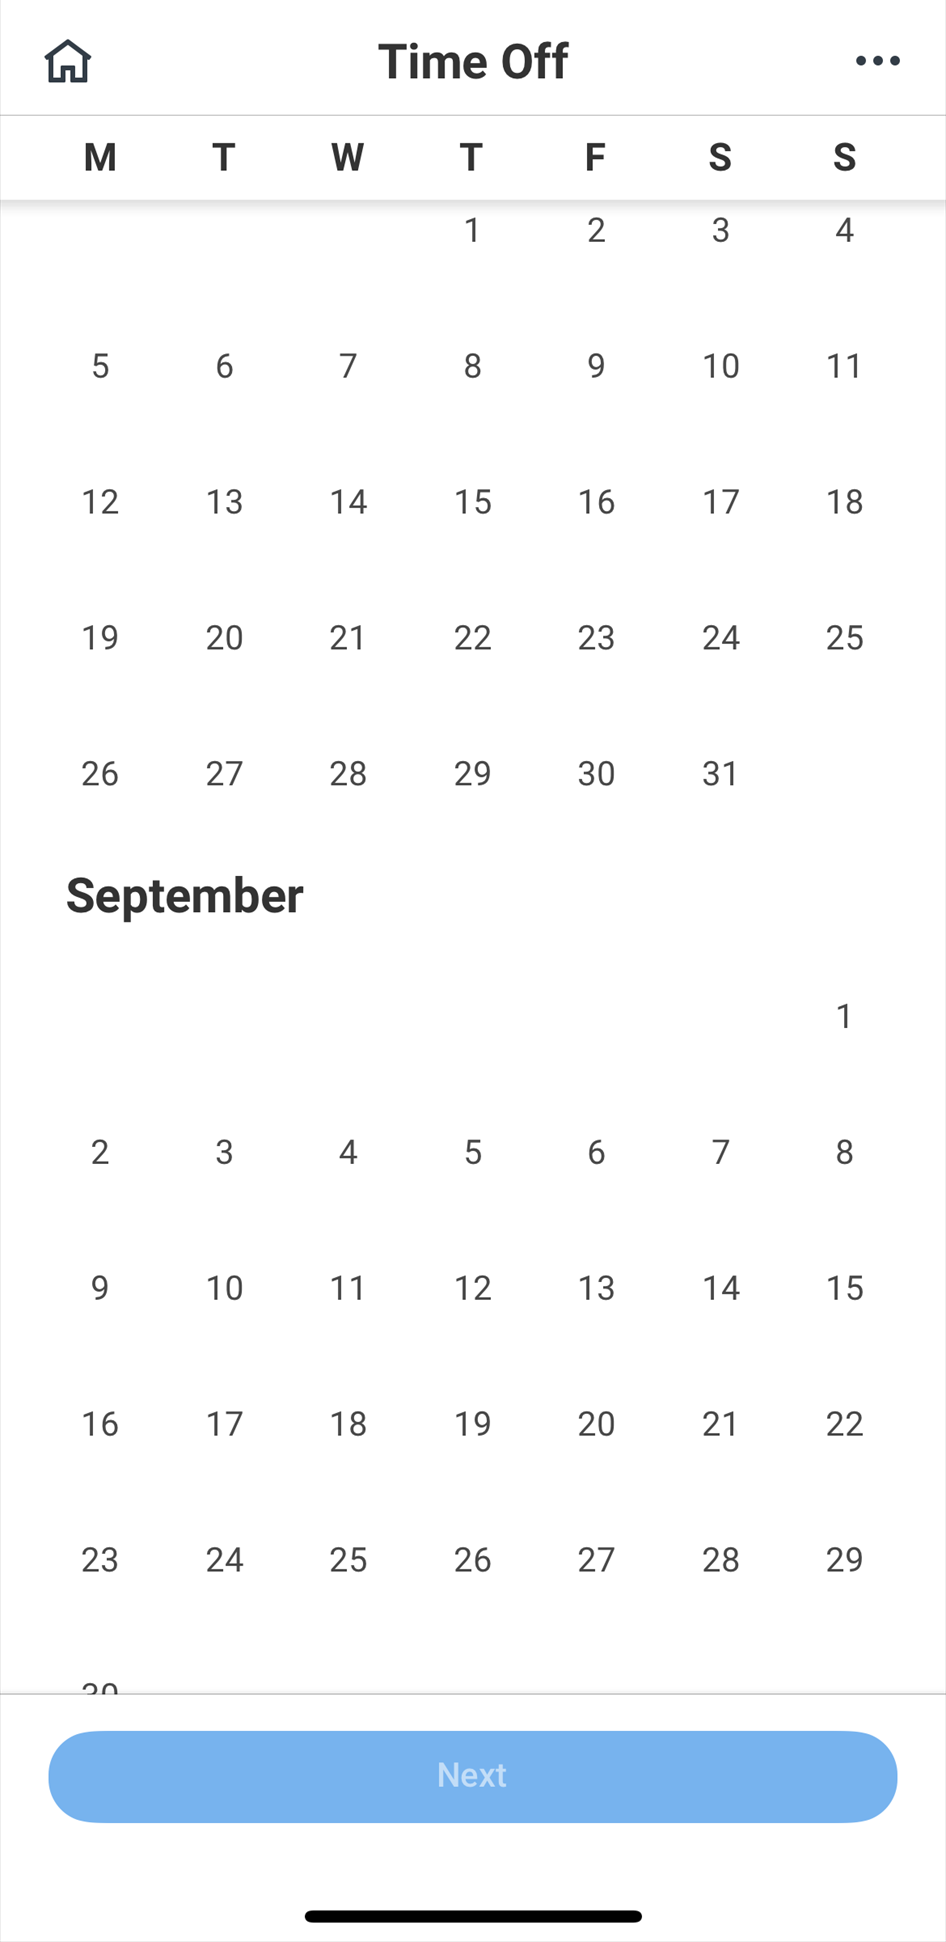 Time Off
M T W T F S S
1 2 3 4
5 6 7 8 9 10 11
12 13 14 15 16 17 18
19 20 21 22 23 24 25
26 27 28 29 30 31
September
1
2 3 4 5 6 7 8
9 10 11 12 13 14 15
16 17 18 19 20 21 22
23 24 25 26 27 28 29
30
Next